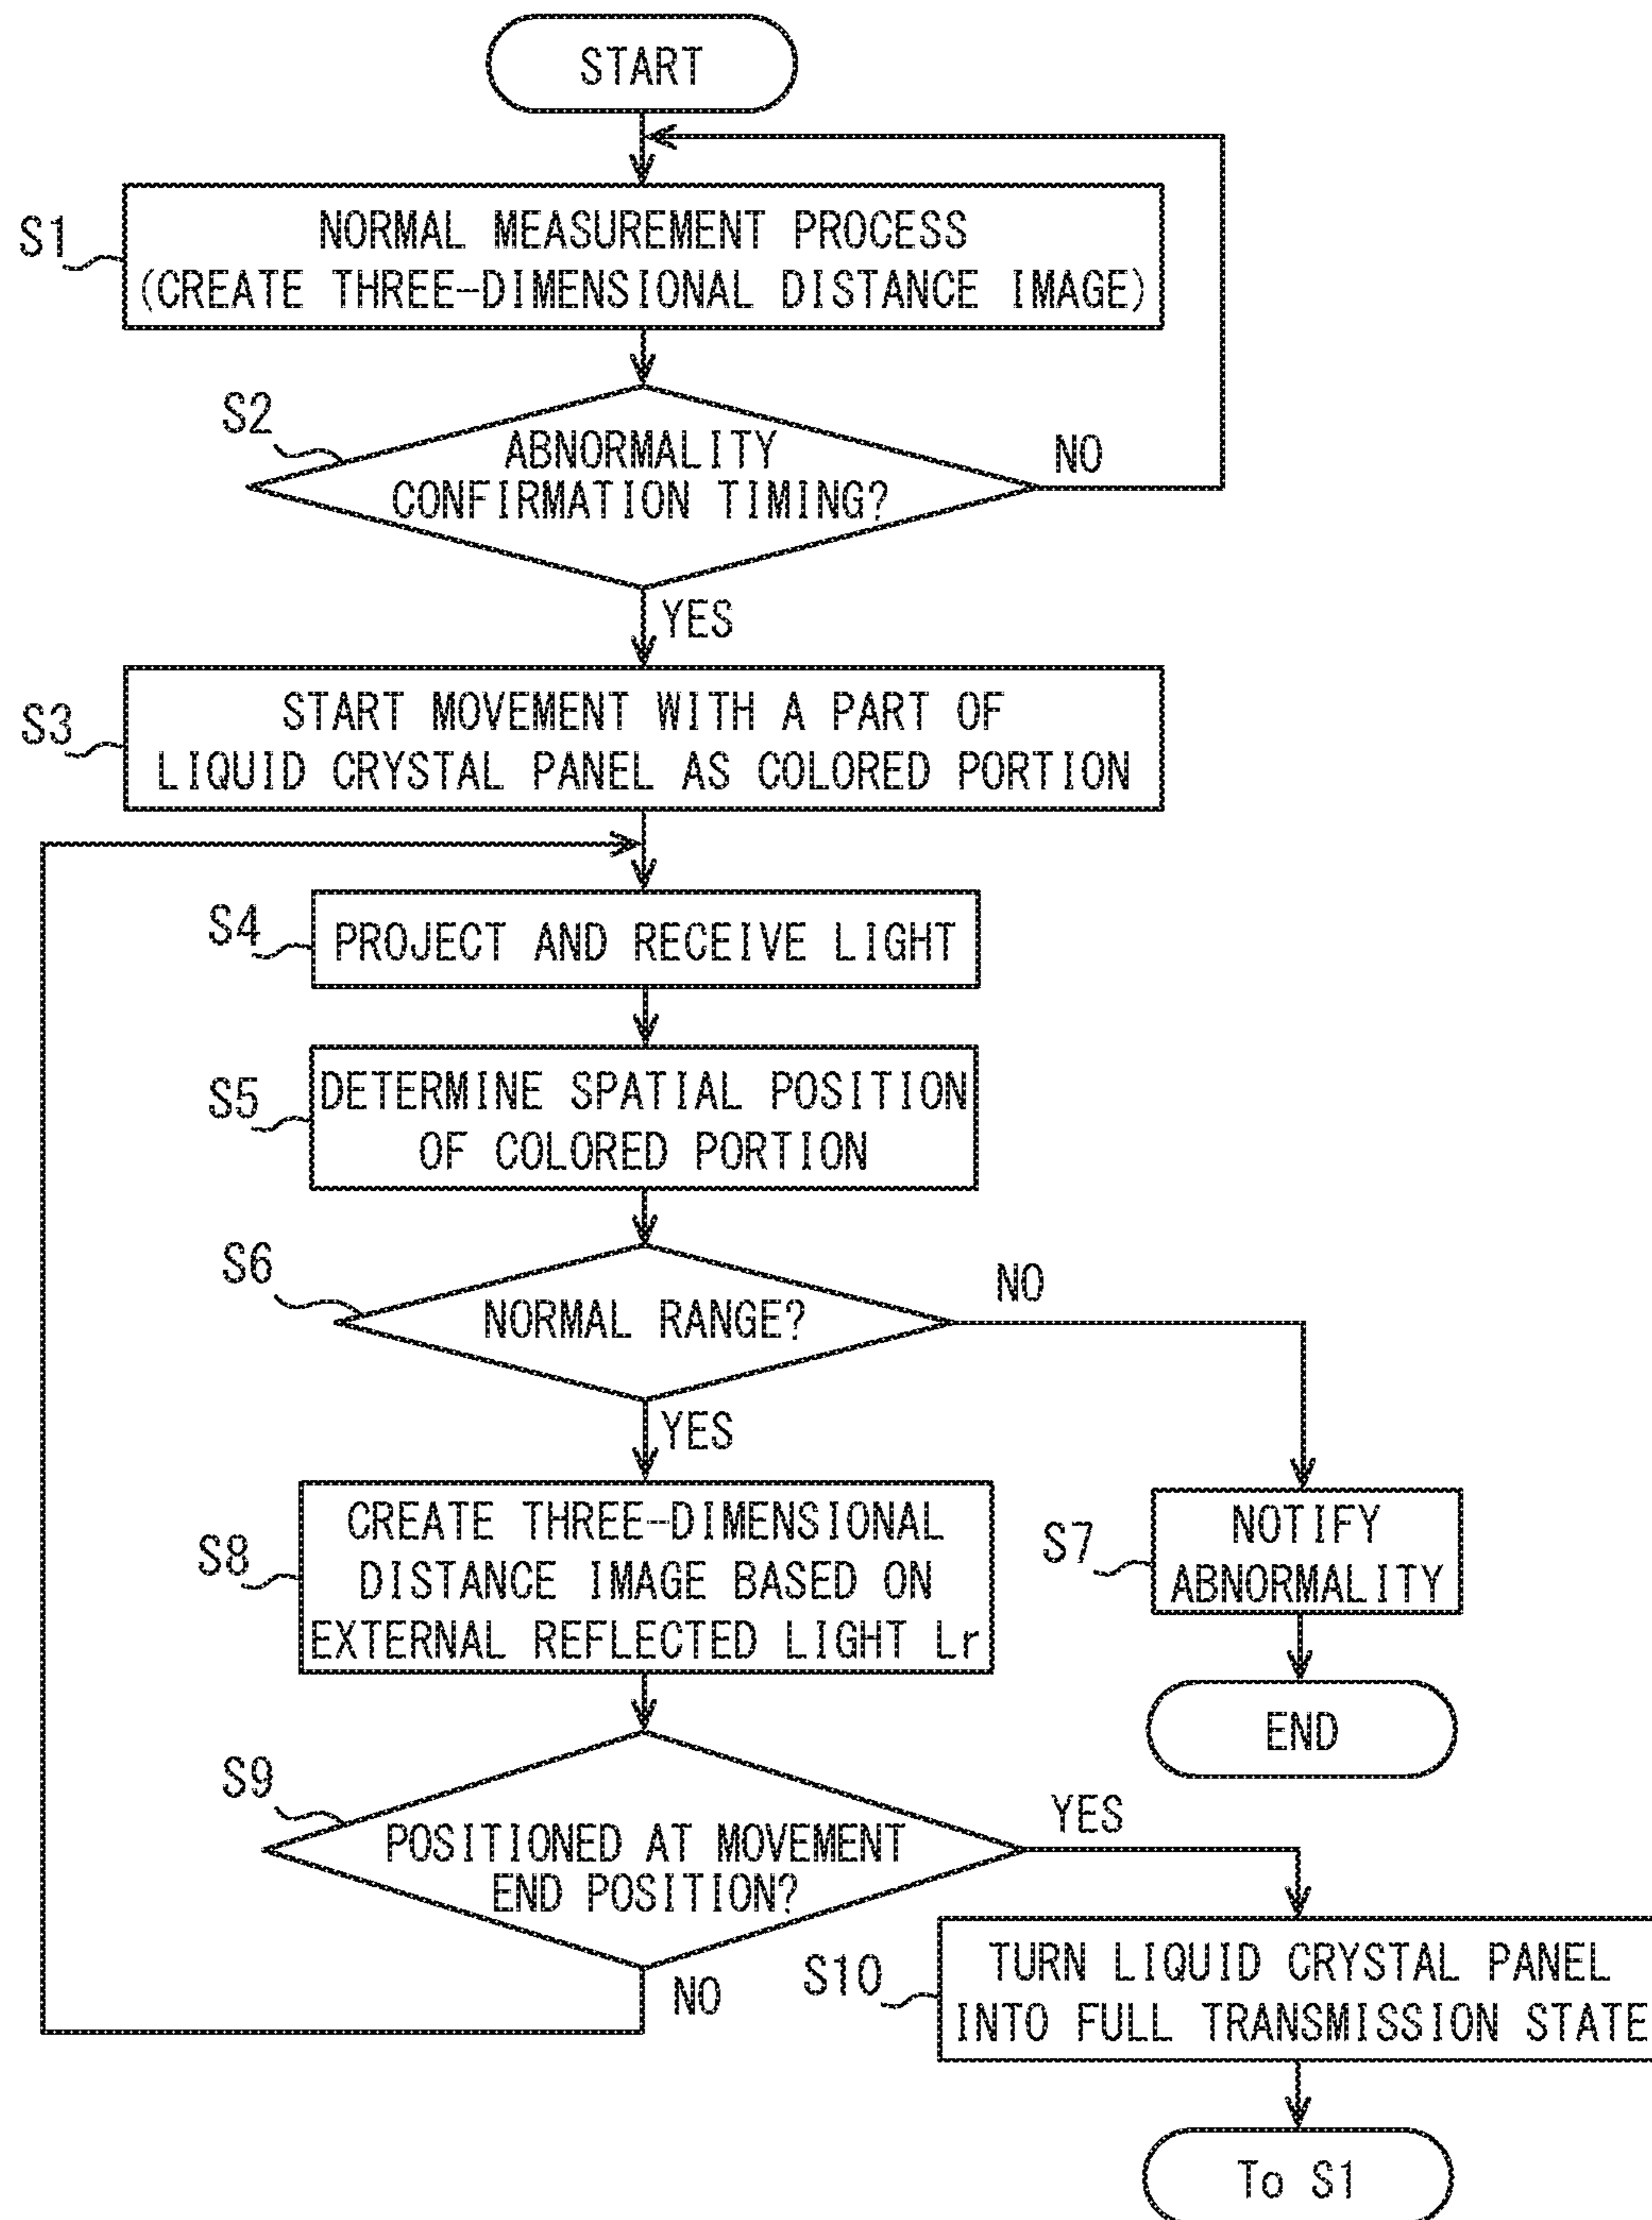 START
S1
NORMAL MEASUREMENT PROCESS
(CREATE THREE-DIMENSIONAL DISTANCE IMAGE)
S2
ABNORMALITY
CONFIRMATION TIMING?
NO
YES
S3
START MOVEMENT WITH A PART OF
LIQUID CRYSTAL PANEL AS COLORED PORTION
S4
PROJECT AND RECEIVE LIGHT
S5
DETERMINE SPATIAL POSITION
OF COLORED PORTION
S6
NORMAL RANGE?
NO
YES
S8
CREATE THREE-DIMENSIONAL
DISTANCE IMAGE BASED ON
EXTERNAL REFLECTED LIGHT Lr
S7
NOTIFY
ABNORMALITY
END
S9
POSITIONED AT MOVEMENT
END POSITION?
YES
NO
S10
TURN LIQUID CRYSTAL PANEL
INTO FULL TRANSMISSION STATE
To S1